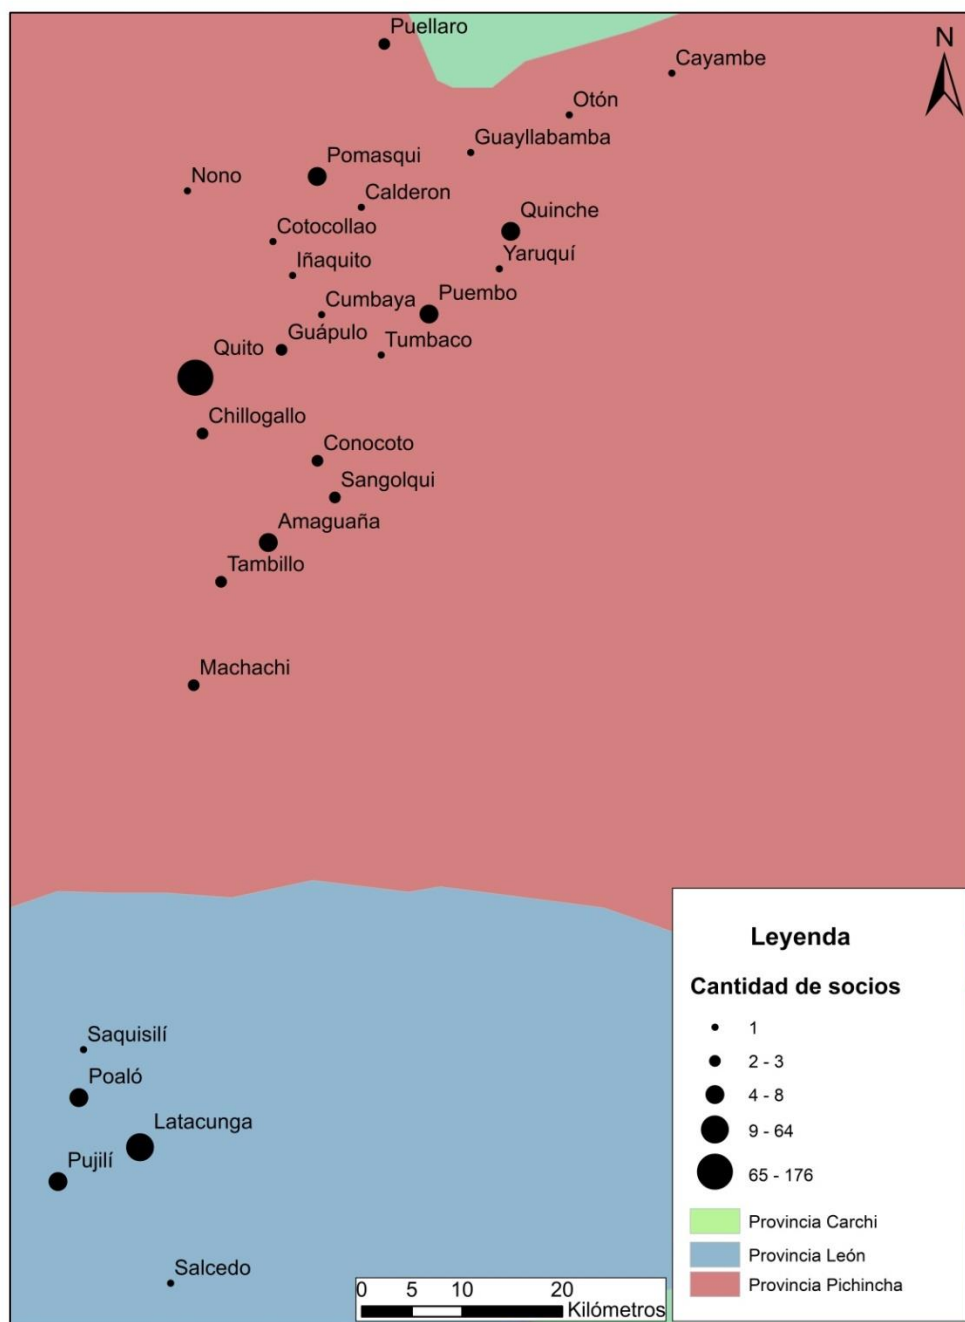 Puellaro
N
Cayambe
Otón
Guayllabamba
Pomasqui
Nono
Calderon
Quinche
Cotocollao
Yaruquí
Iñaquito
Puembo
Cumbaya
Guápulo
Tumbaco
Quito
Chillogallo
Conocoto
Sangolqui
Amaguaña
Tambillo
Machachi
Saquisilí
Poaló
Latacunga
Pujilí
Salcedo
Leyenda
Cantidad de socios
1
2 - 3
4 - 8
9 - 64
65 - 176
Provincia Carchi
Provincia León
Provincia Pichincha
0 5 10 20
Kilómetros